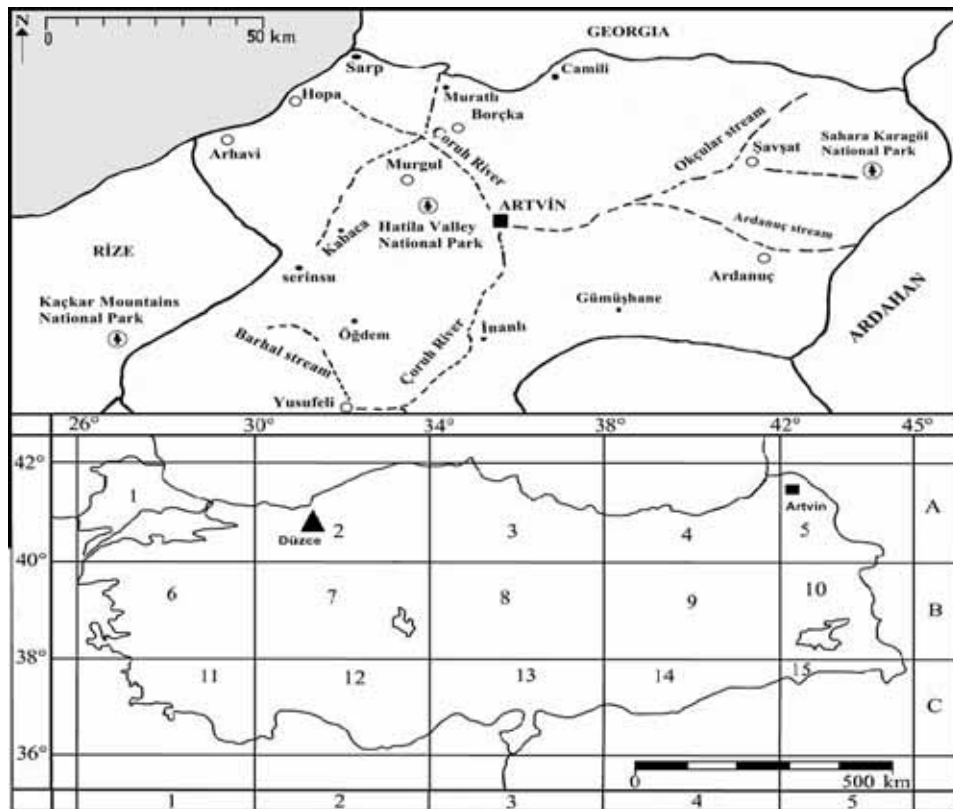 GEORGIA
N
0
50 km
Sarp
Camili
Hopa
Muratlı
Borçka
Arhavi
Çoruh River
Okçular stream
Şavşat
Sahara Karagöl
National Park
Murgul
ARTVİN
Hatila Valley
National Park
Kabaca
Ardanuç stream
RİZE
serinsu
Ardanuç
Kaçkar Mountains
National Park
Gümüşhane
ARDAHAN
Öğdem
İnanlı
Barhal stream
Çoruh River
Yusufeli
26° 30° 34° 38° 42° 45°
42°
1
Artvin
A
Düzce
2 3 4 5
40°
6 7 8 9 10
B
38°
11 12 13 14 15
C
36°
0 500 km
1 2 3 4 5